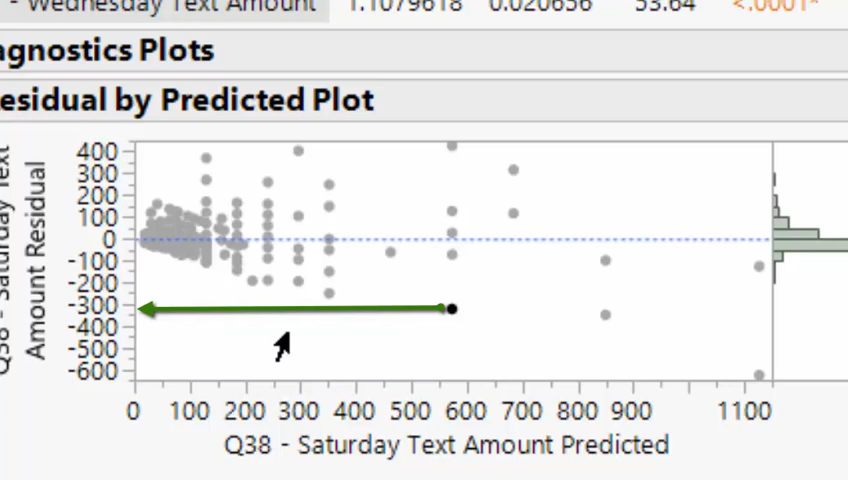 - Wednesday Text Amount 1.1079618 0.020656 53.64 <.0001*
agnostics Plots
esidual by Predicted Plot
Q38 - Saturday Text
Amount Residual
400
300
200
100
0
-100
-200
-300
-400
-500
-600
0 100 200 300 400 500 600 700 800 900 1100
Q38 - Saturday Text Amount Predicted